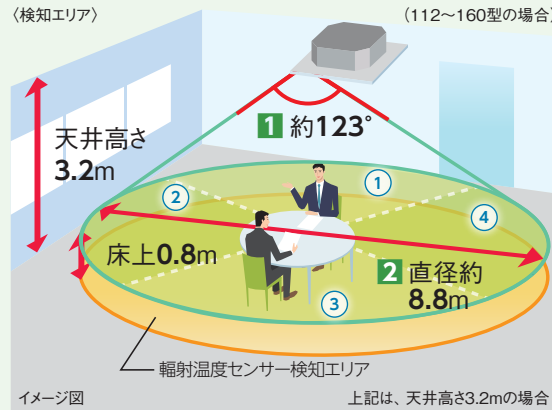 〈検知エリア〉
(112〜160型の場合)
天井高さ
3.2m
1 約123°
①
②
④
床上0.8m
2 直径約
8.8m
③
輻射温度センサー検知エリア
イメージ図
上記は、天井高さ3.2mの場合